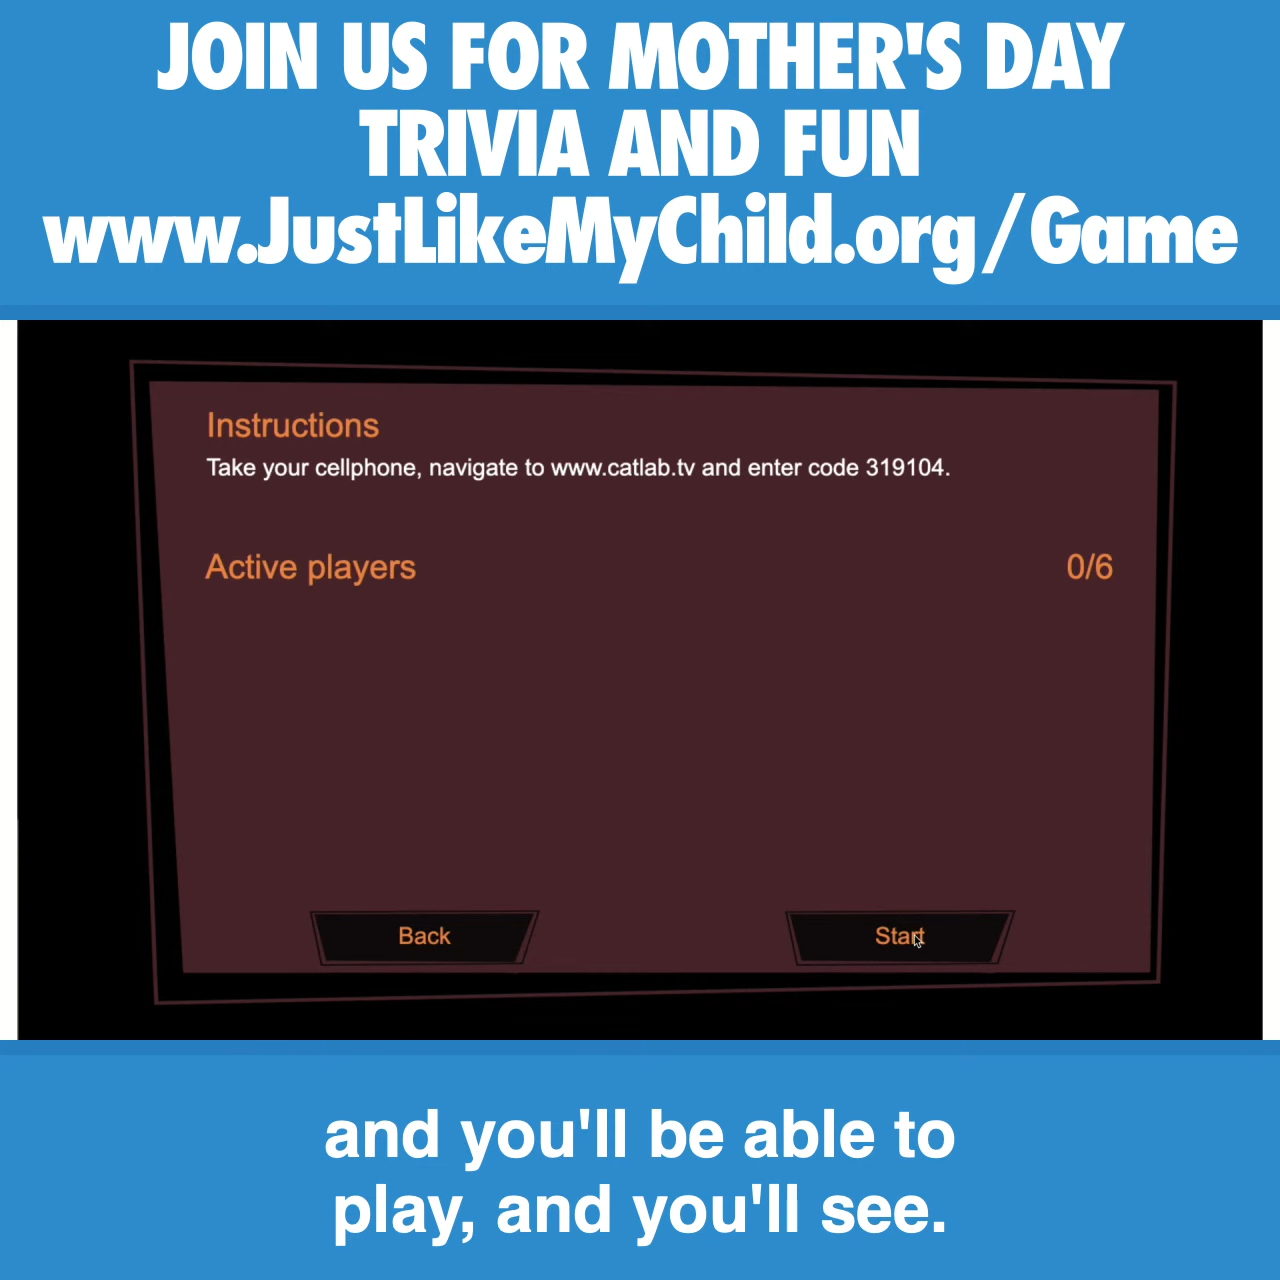 JOIN US FOR MOTHER'S DAY
TRIVIA AND FUN
www.JustLikeMyChild.org/Game
Instructions
Take your cellphone, navigate to www.catlab.tv and enter code 319104.
Active players 0/6
Back Start
and you'll be able to
play, and you'll see.